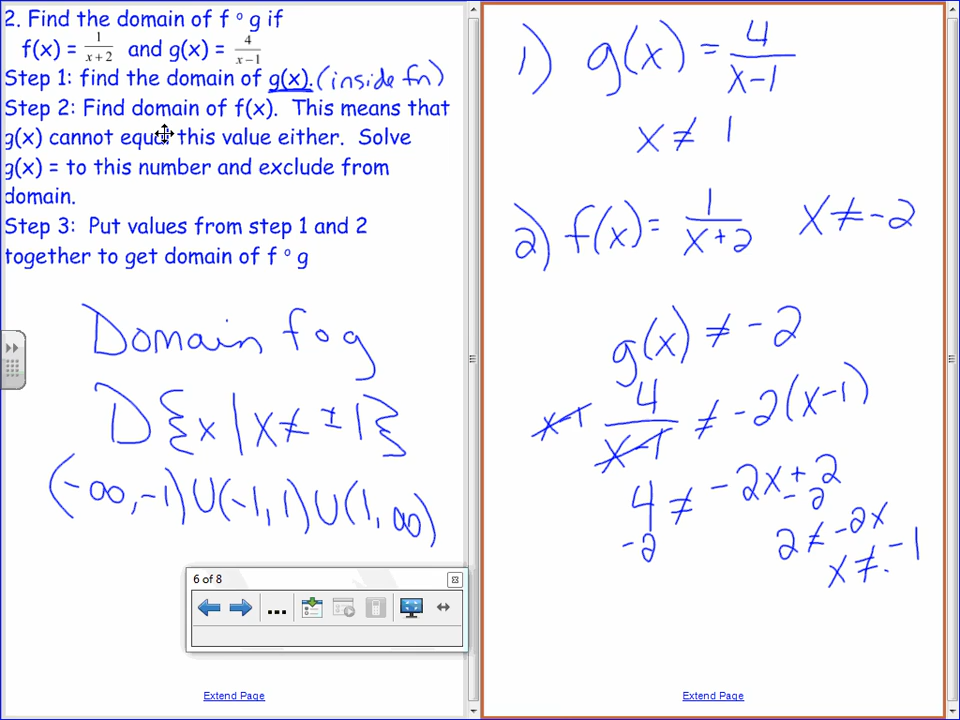 2. Find the domain of f ° g if
f(x) = 1/(x + 2) and g(x) = 4/(x − 1)
Step 1: find the domain of g(x). (inside fn)
Step 2: Find domain of f(x). This means that
g(x) cannot equal this value either. Solve
g(x) = to this number and exclude from
domain.
Step 3: Put values from step 1 and 2
together to get domain of f ° g
Domain f o g
D {x | x ≠ ± 1}
(-∞, -1) U (-1, 1) U (1, ∞)
6 of 8
...
Extend Page
1) g(x) = 4/(x-1)
x ≠ 1
2) f(x) = 1/(x+2) x ≠ -2
g(x) ≠ -2
x-1 4/(x-1) ≠ -2(x-1)
4 ≠ -2x + 2
-2 -2
2 ≠ -2x
x ≠ -1
Extend Page